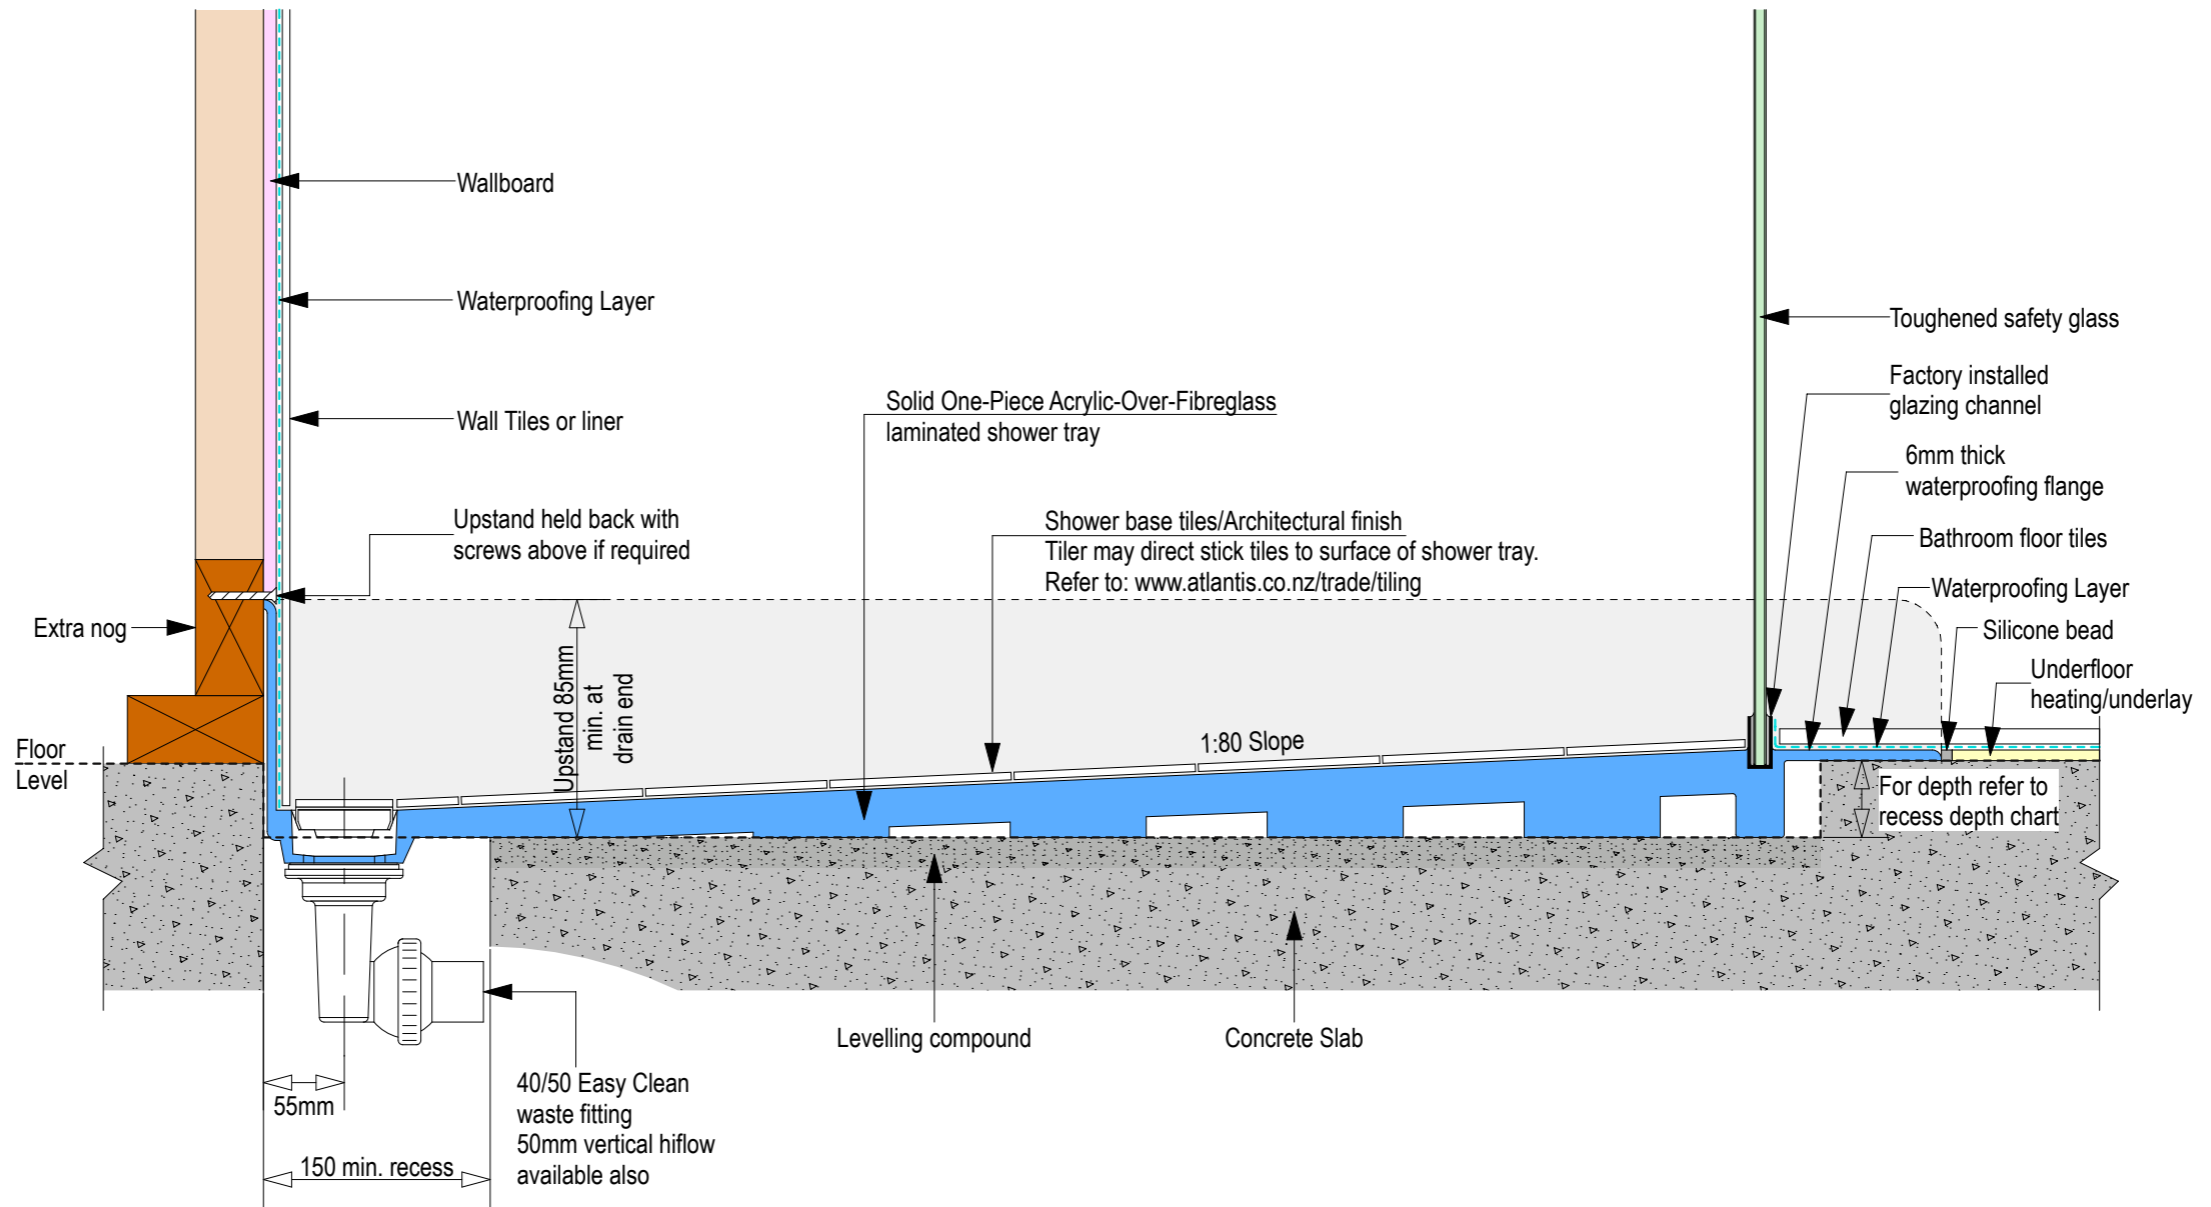 Wallboard
Waterproofing Layer
Wall Tiles or liner
Upstand held back with
screws above if required
Extra nog
Floor
Level
Upstand 85mm
min. at
drain end
Solid One-Piece Acrylic-Over-Fibreglass
laminated shower tray
Shower base tiles/Architectural finish
Tiler may direct stick tiles to surface of shower tray.
Refer to: www.atlantis.co.nz/trade/tiling
1:80 Slope
Toughened safety glass
Factory installed
glazing channel
6mm thick
waterproofing flange
Bathroom floor tiles
Waterproofing Layer
Silicone bead
Underfloor
heating/underlay
For depth refer to
recess depth chart
Levelling compound
Concrete Slab
40/50 Easy Clean
waste fitting
50mm vertical hiflow
available also
55mm
150 min. recess